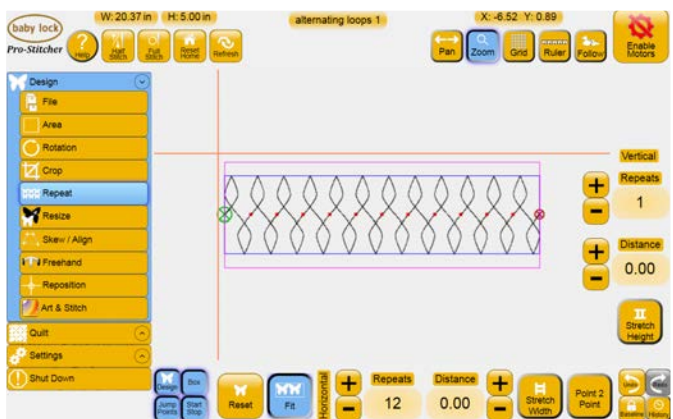 baby lock
Pro-Stitcher
W: 20.37 in H: 5.00 in
alternating loops 1
X: -6.52 Y: 0.89
?
Help
Half
Stitch
Full
Stitch
Reset
Home
Refresh
Pan
Zoom
Grid
Ruler
Follow
Enable
Motors
Design
File
Area
Rotation
Crop
Repeat
Resize
Skew / Align
Freehand
Reposition
Art & Stitch
Quilt
Settings
Shut Down
Vertical
+
Repeats
1
-
+
Distance
0.00
-
Stretch
Height
Design
Box
Jump
Points
Start
Stop
Reset
Fit
Horizontal
+
-
Repeats
12
Distance
0.00
+
-
Stretch
Width
Point 2
Point
Undo
Redo
Baseline
History